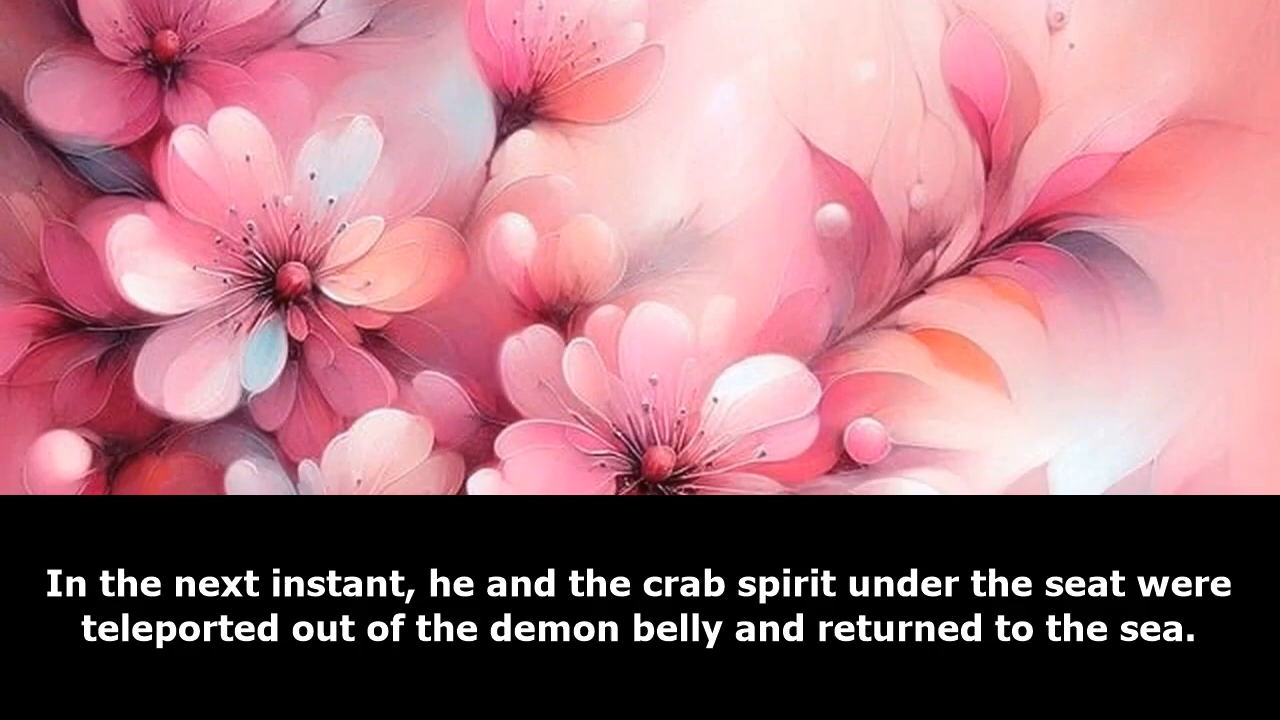 In the next instant, he and the crab spirit under the seat were
teleported out of the demon belly and returned to the sea.